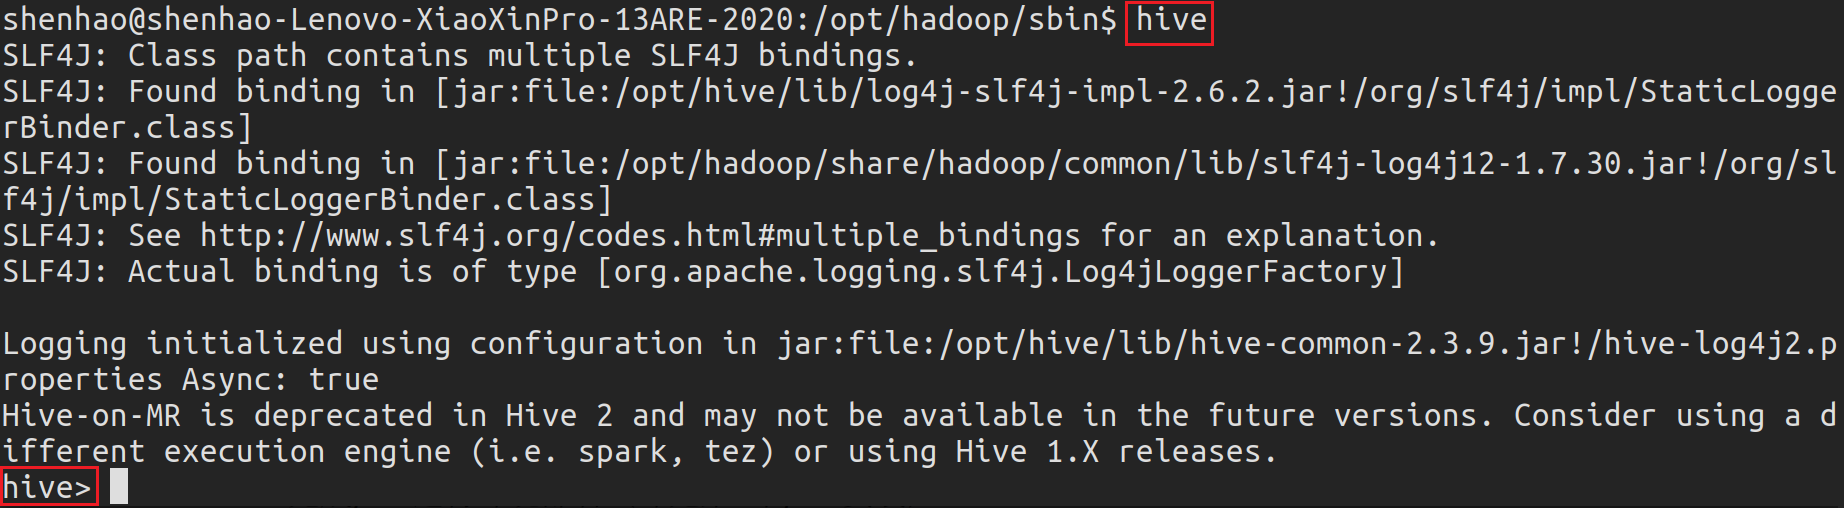 shenhao@shenhao-Lenovo-XiaoXinPro-13ARE-2020:/opt/hadoop/sbin$ hive
SLF4J: Class path contains multiple SLF4J bindings.
SLF4J: Found binding in [jar:file:/opt/hive/lib/log4j-slf4j-impl-2.6.2.jar!/org/slf4j/impl/StaticLogge
rBinder.class]
SLF4J: Found binding in [jar:file:/opt/hadoop/share/hadoop/common/lib/slf4j-log4j12-1.7.30.jar!/org/sl
f4j/impl/StaticLoggerBinder.class]
SLF4J: See http://www.slf4j.org/codes.html#multiple_bindings for an explanation.
SLF4J: Actual binding is of type [org.apache.logging.slf4j.Log4jLoggerFactory]
Logging initialized using configuration in jar:file:/opt/hive/lib/hive-common-2.3.9.jar!/hive-log4j2.p
roperties Async: true
Hive-on-MR is deprecated in Hive 2 and may not be available in the future versions. Consider using a d
ifferent execution engine (i.e. spark, tez) or using Hive 1.X releases.
hive>